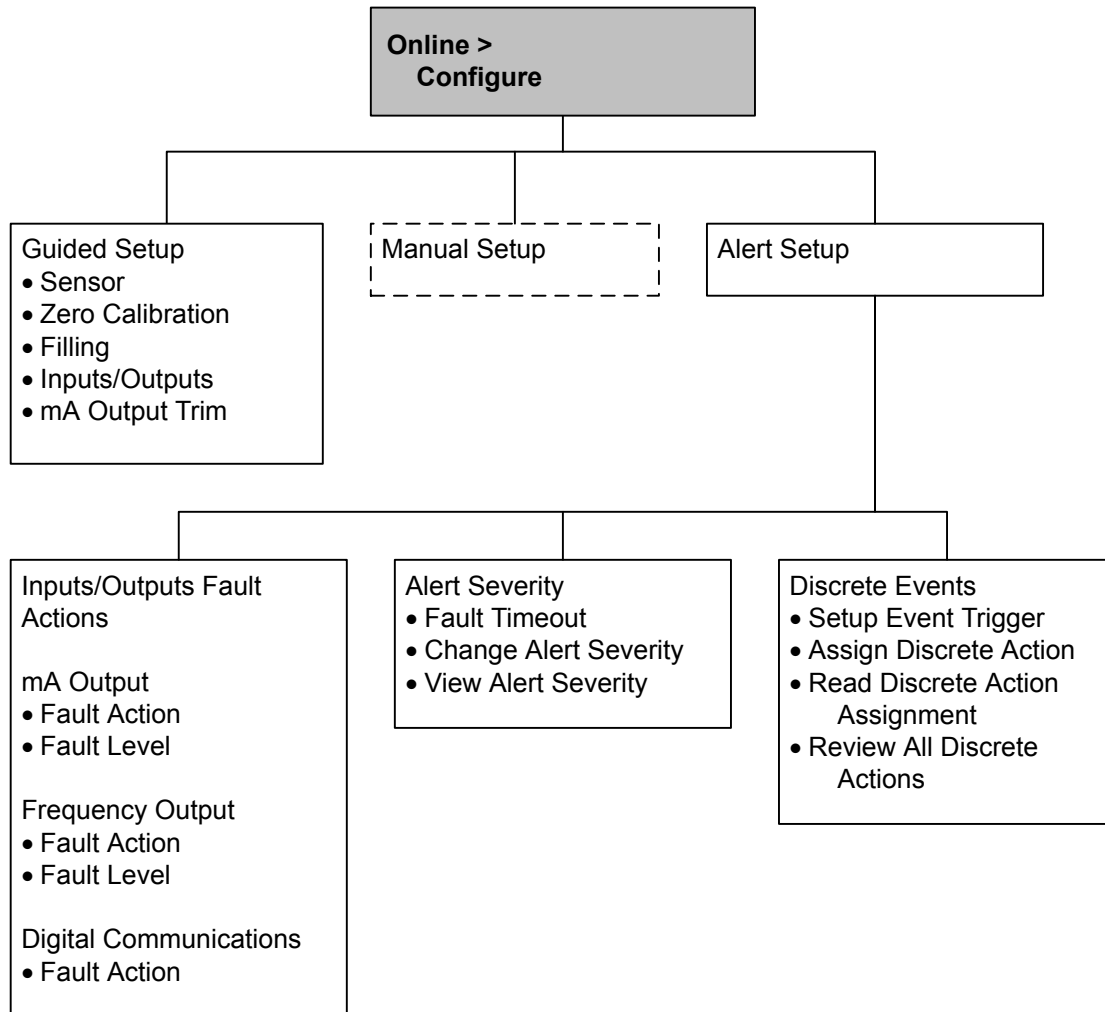 Online >
Configure
Guided Setup
• Sensor
• Zero Calibration
• Filling
• Inputs/Outputs
• mA Output Trim
Manual Setup
Alert Setup
Inputs/Outputs Fault
Actions
mA Output
• Fault Action
• Fault Level
Frequency Output
• Fault Action
• Fault Level
Digital Communications
• Fault Action
Alert Severity
• Fault Timeout
• Change Alert Severity
• View Alert Severity
Discrete Events
• Setup Event Trigger
• Assign Discrete Action
• Read Discrete Action
Assignment
• Review All Discrete
Actions